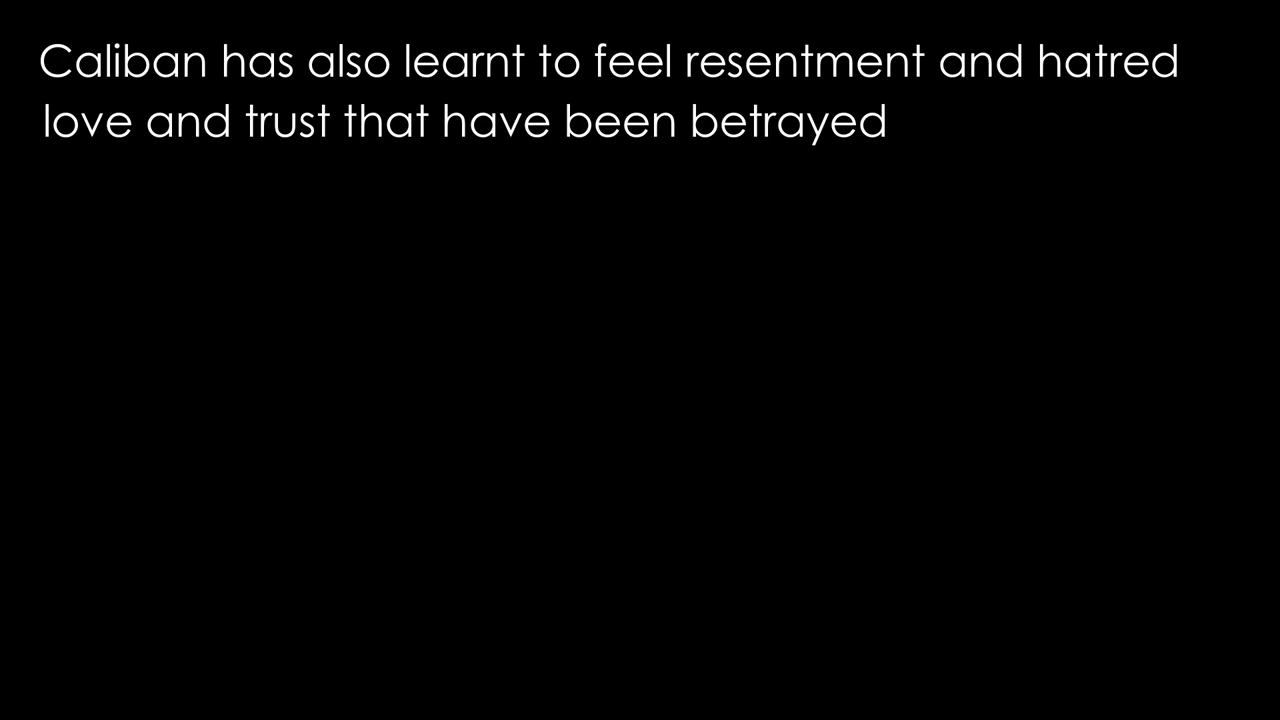 Caliban has also learnt to feel resentment and hatred
love and trust that have been betrayed